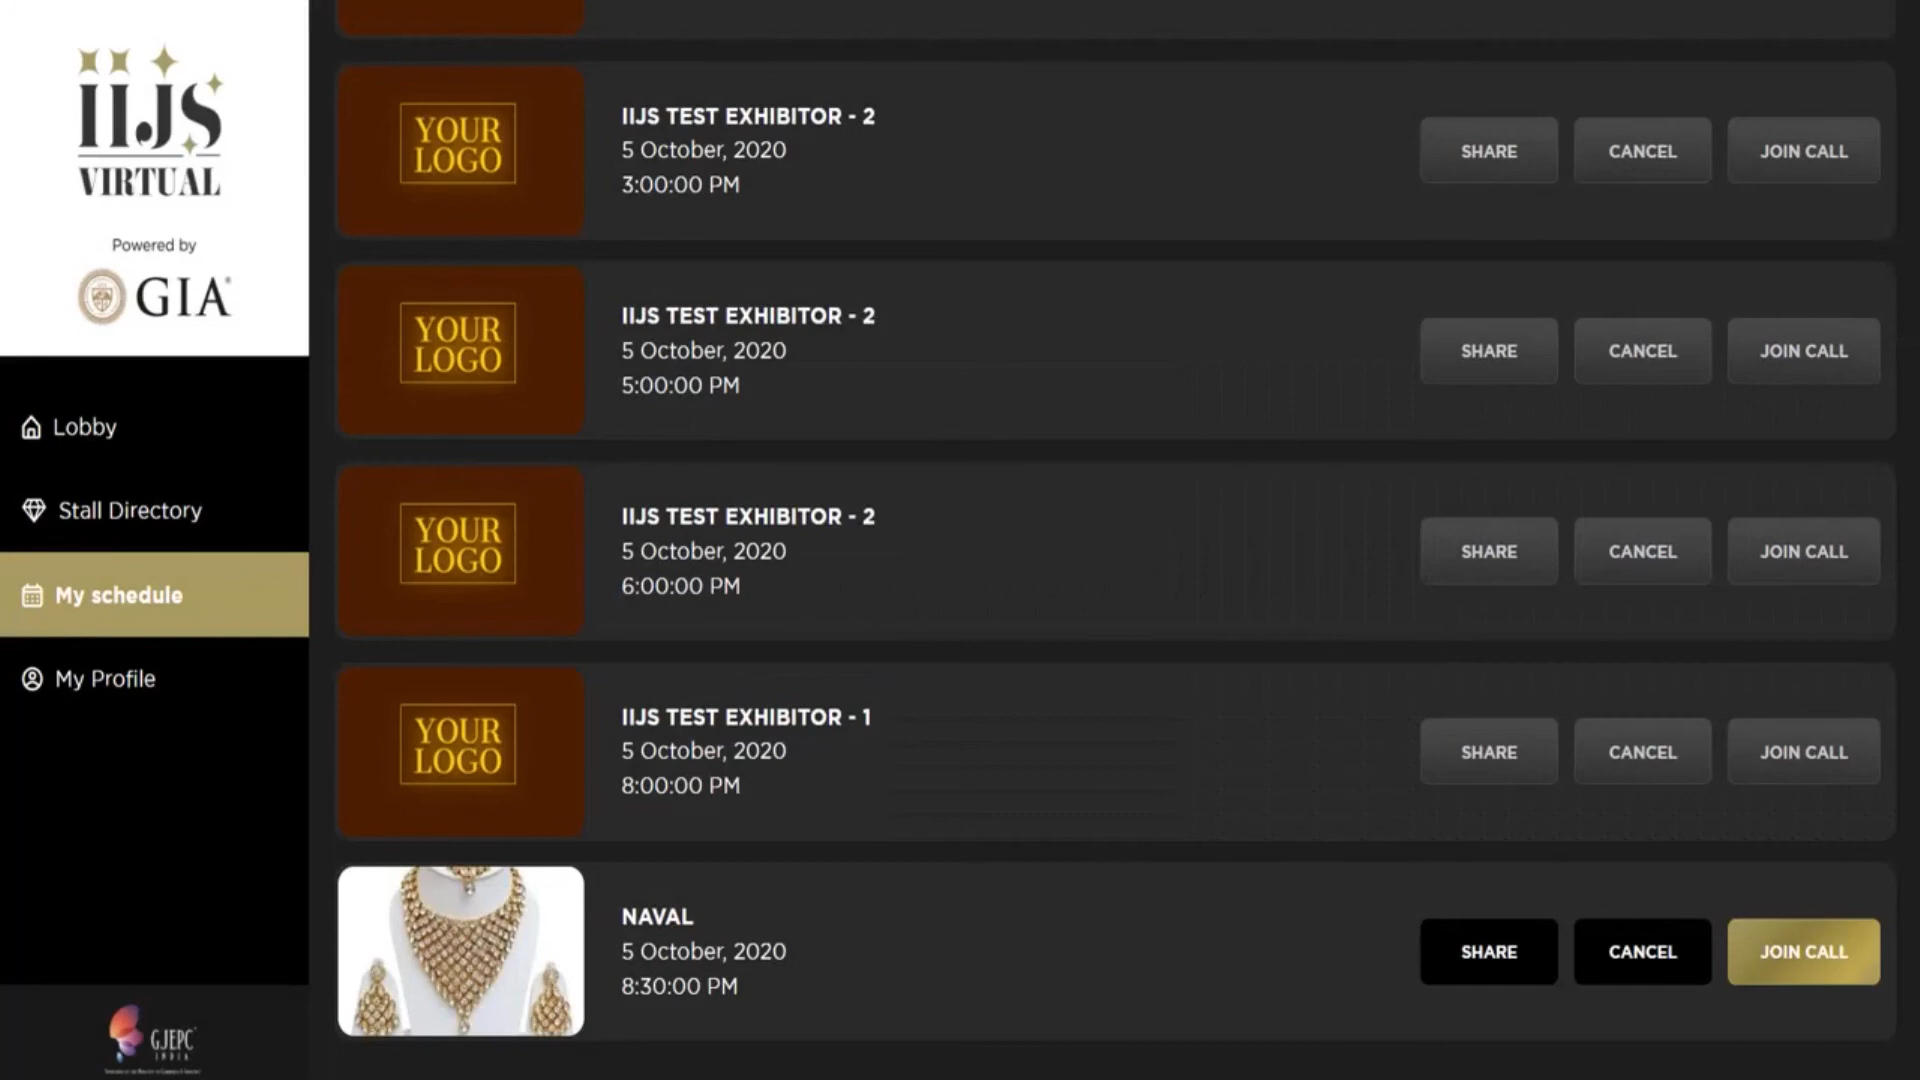 IIJS
VIRTUAL
Powered by
GIA
Lobby
Stall Directory
My schedule
My Profile
GJEPC
INDIA
YOUR
LOGO
IIJS TEST EXHIBITOR - 2
5 October, 2020
3:00:00 PM
SHARE
CANCEL
JOIN CALL
YOUR
LOGO
IIJS TEST EXHIBITOR - 2
5 October, 2020
5:00:00 PM
SHARE
CANCEL
JOIN CALL
YOUR
LOGO
IIJS TEST EXHIBITOR - 2
5 October, 2020
6:00:00 PM
SHARE
CANCEL
JOIN CALL
YOUR
LOGO
IIJS TEST EXHIBITOR - 1
5 October, 2020
8:00:00 PM
SHARE
CANCEL
JOIN CALL
NAVAL
5 October, 2020
8:30:00 PM
SHARE
CANCEL
JOIN CALL